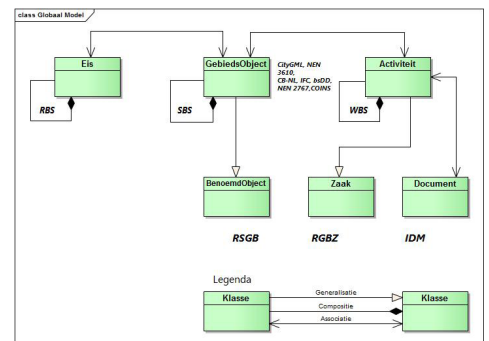 class Globaal Model
Eis
GebiedsObject
CityGML, NEN
3610,
CB-NL, IFC, bsDD,
NEN 2767,COINS
Activiteit
RBS
SBS
WBS
BenoemdObject
Zaak
Document
RSGB
RGBZ
IDM
Legenda
Klasse
Generalisatie
Compositie
Associatie
Klasse